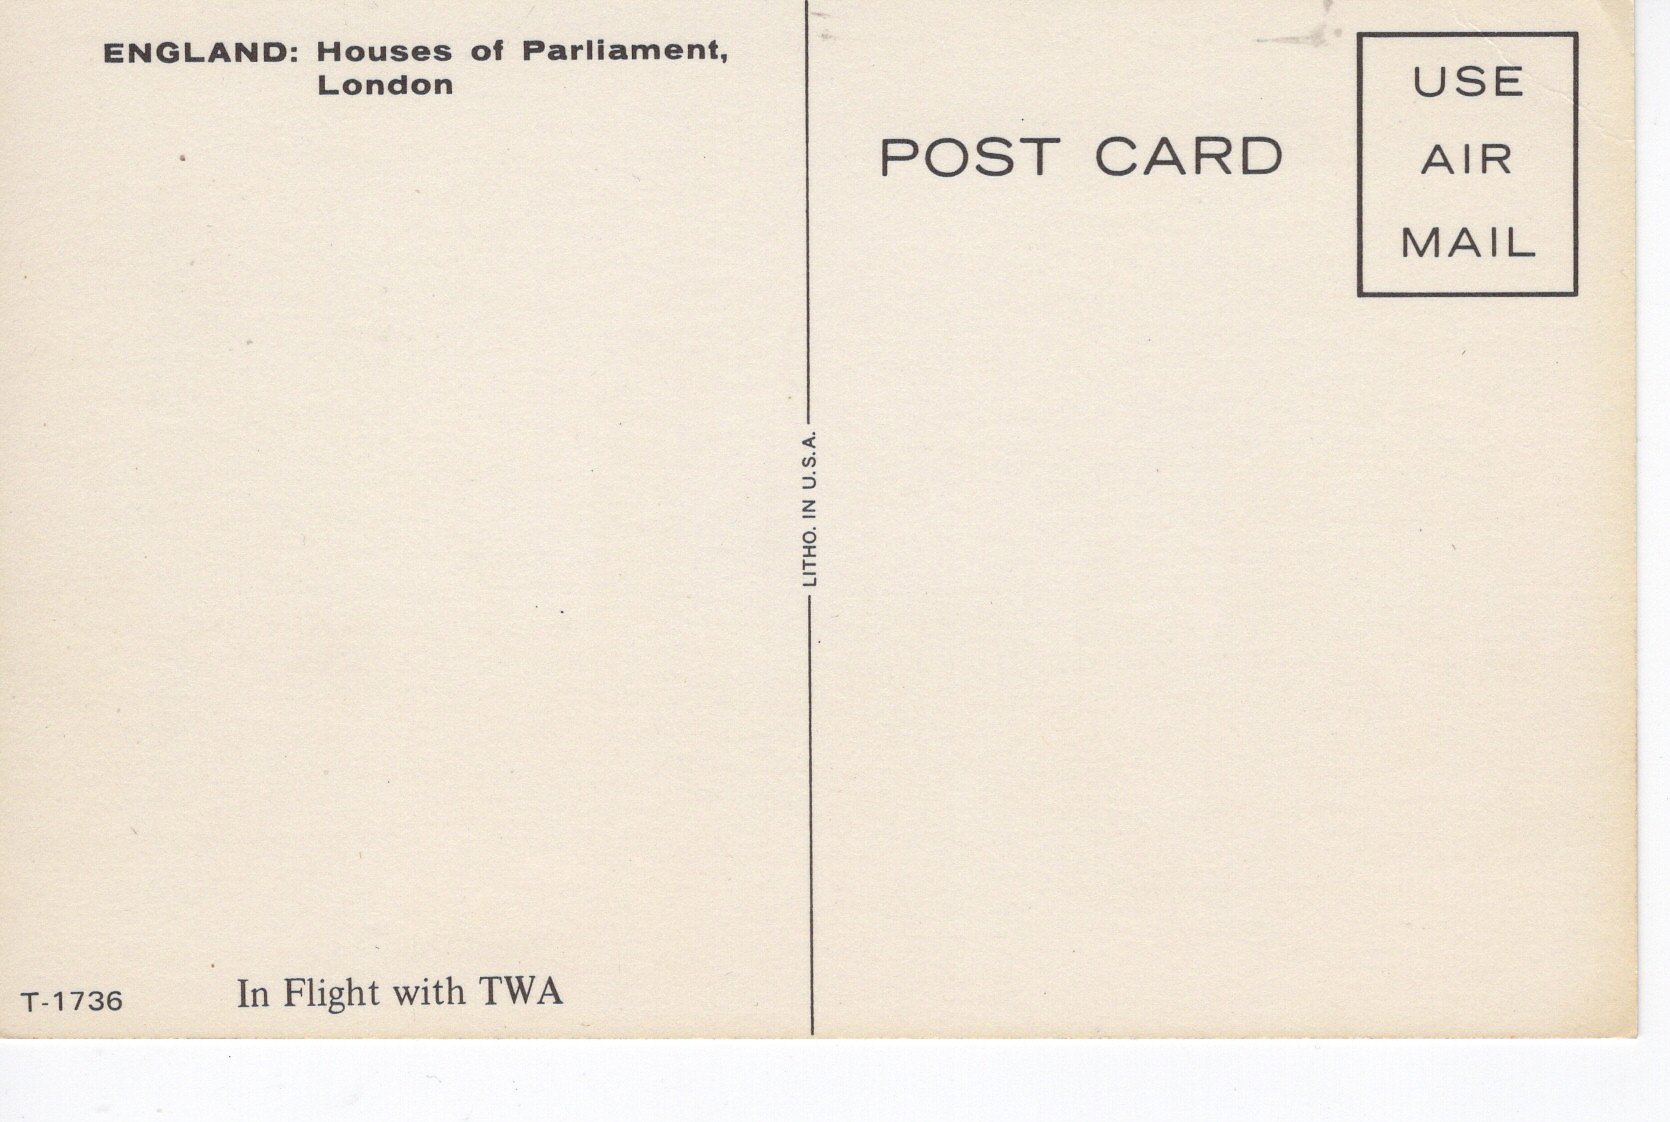 ENGLAND: Houses of Parliament,
London
POST CARD
USE
AIR
MAIL
LITHO. IN U.S.A.
T-1736
In Flight with TWA